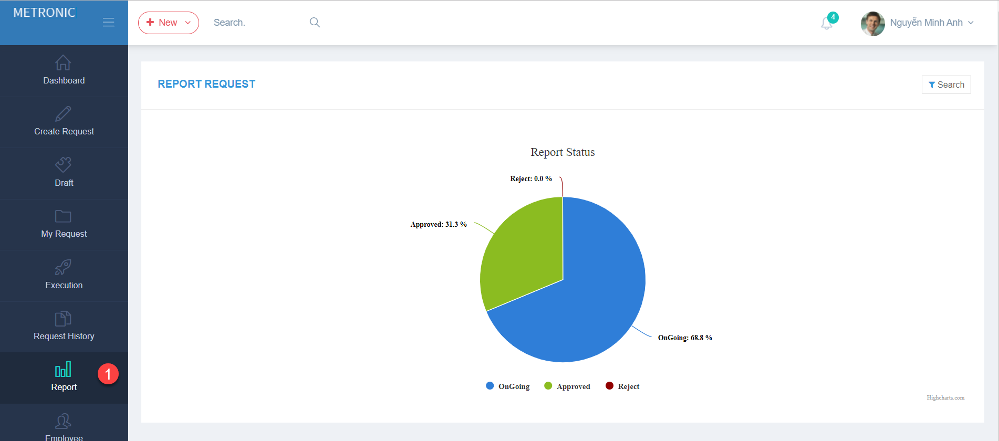 METRONIC
New
Search.
4
Nguyễn Minh Anh
Dashboard
Create Request
Draft
My Request
Execution
Request History
Report
1
Employee
REPORT REQUEST
Search
Report Status
Reject: 0.0 %
Approved: 31.3 %
OnGoing: 68.8 %
OnGoing Approved Reject
Highcharts.com